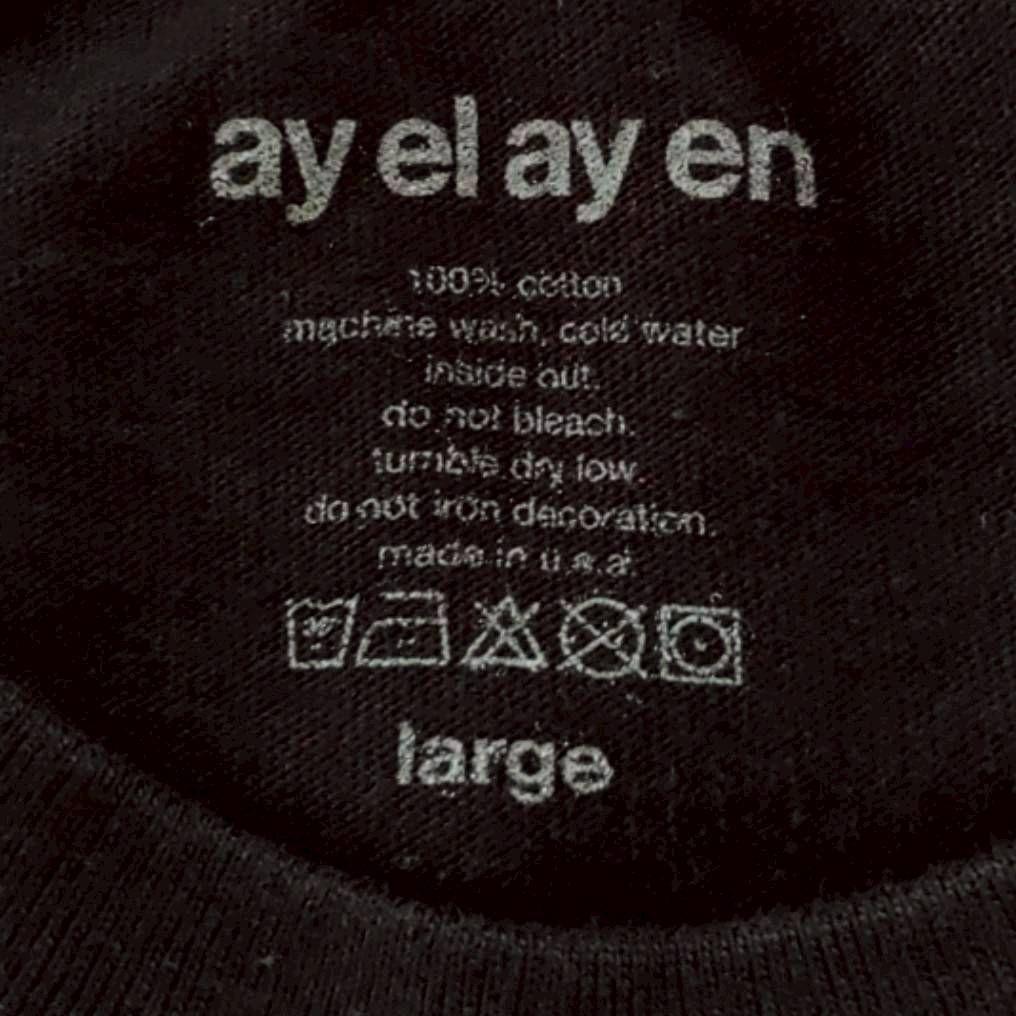 ay el ay en
100% cotton
machine wash, cold water
inside out.
do not bleach.
tumble dry low.
do not iron decoration.
made in u.s.a.
30°
large